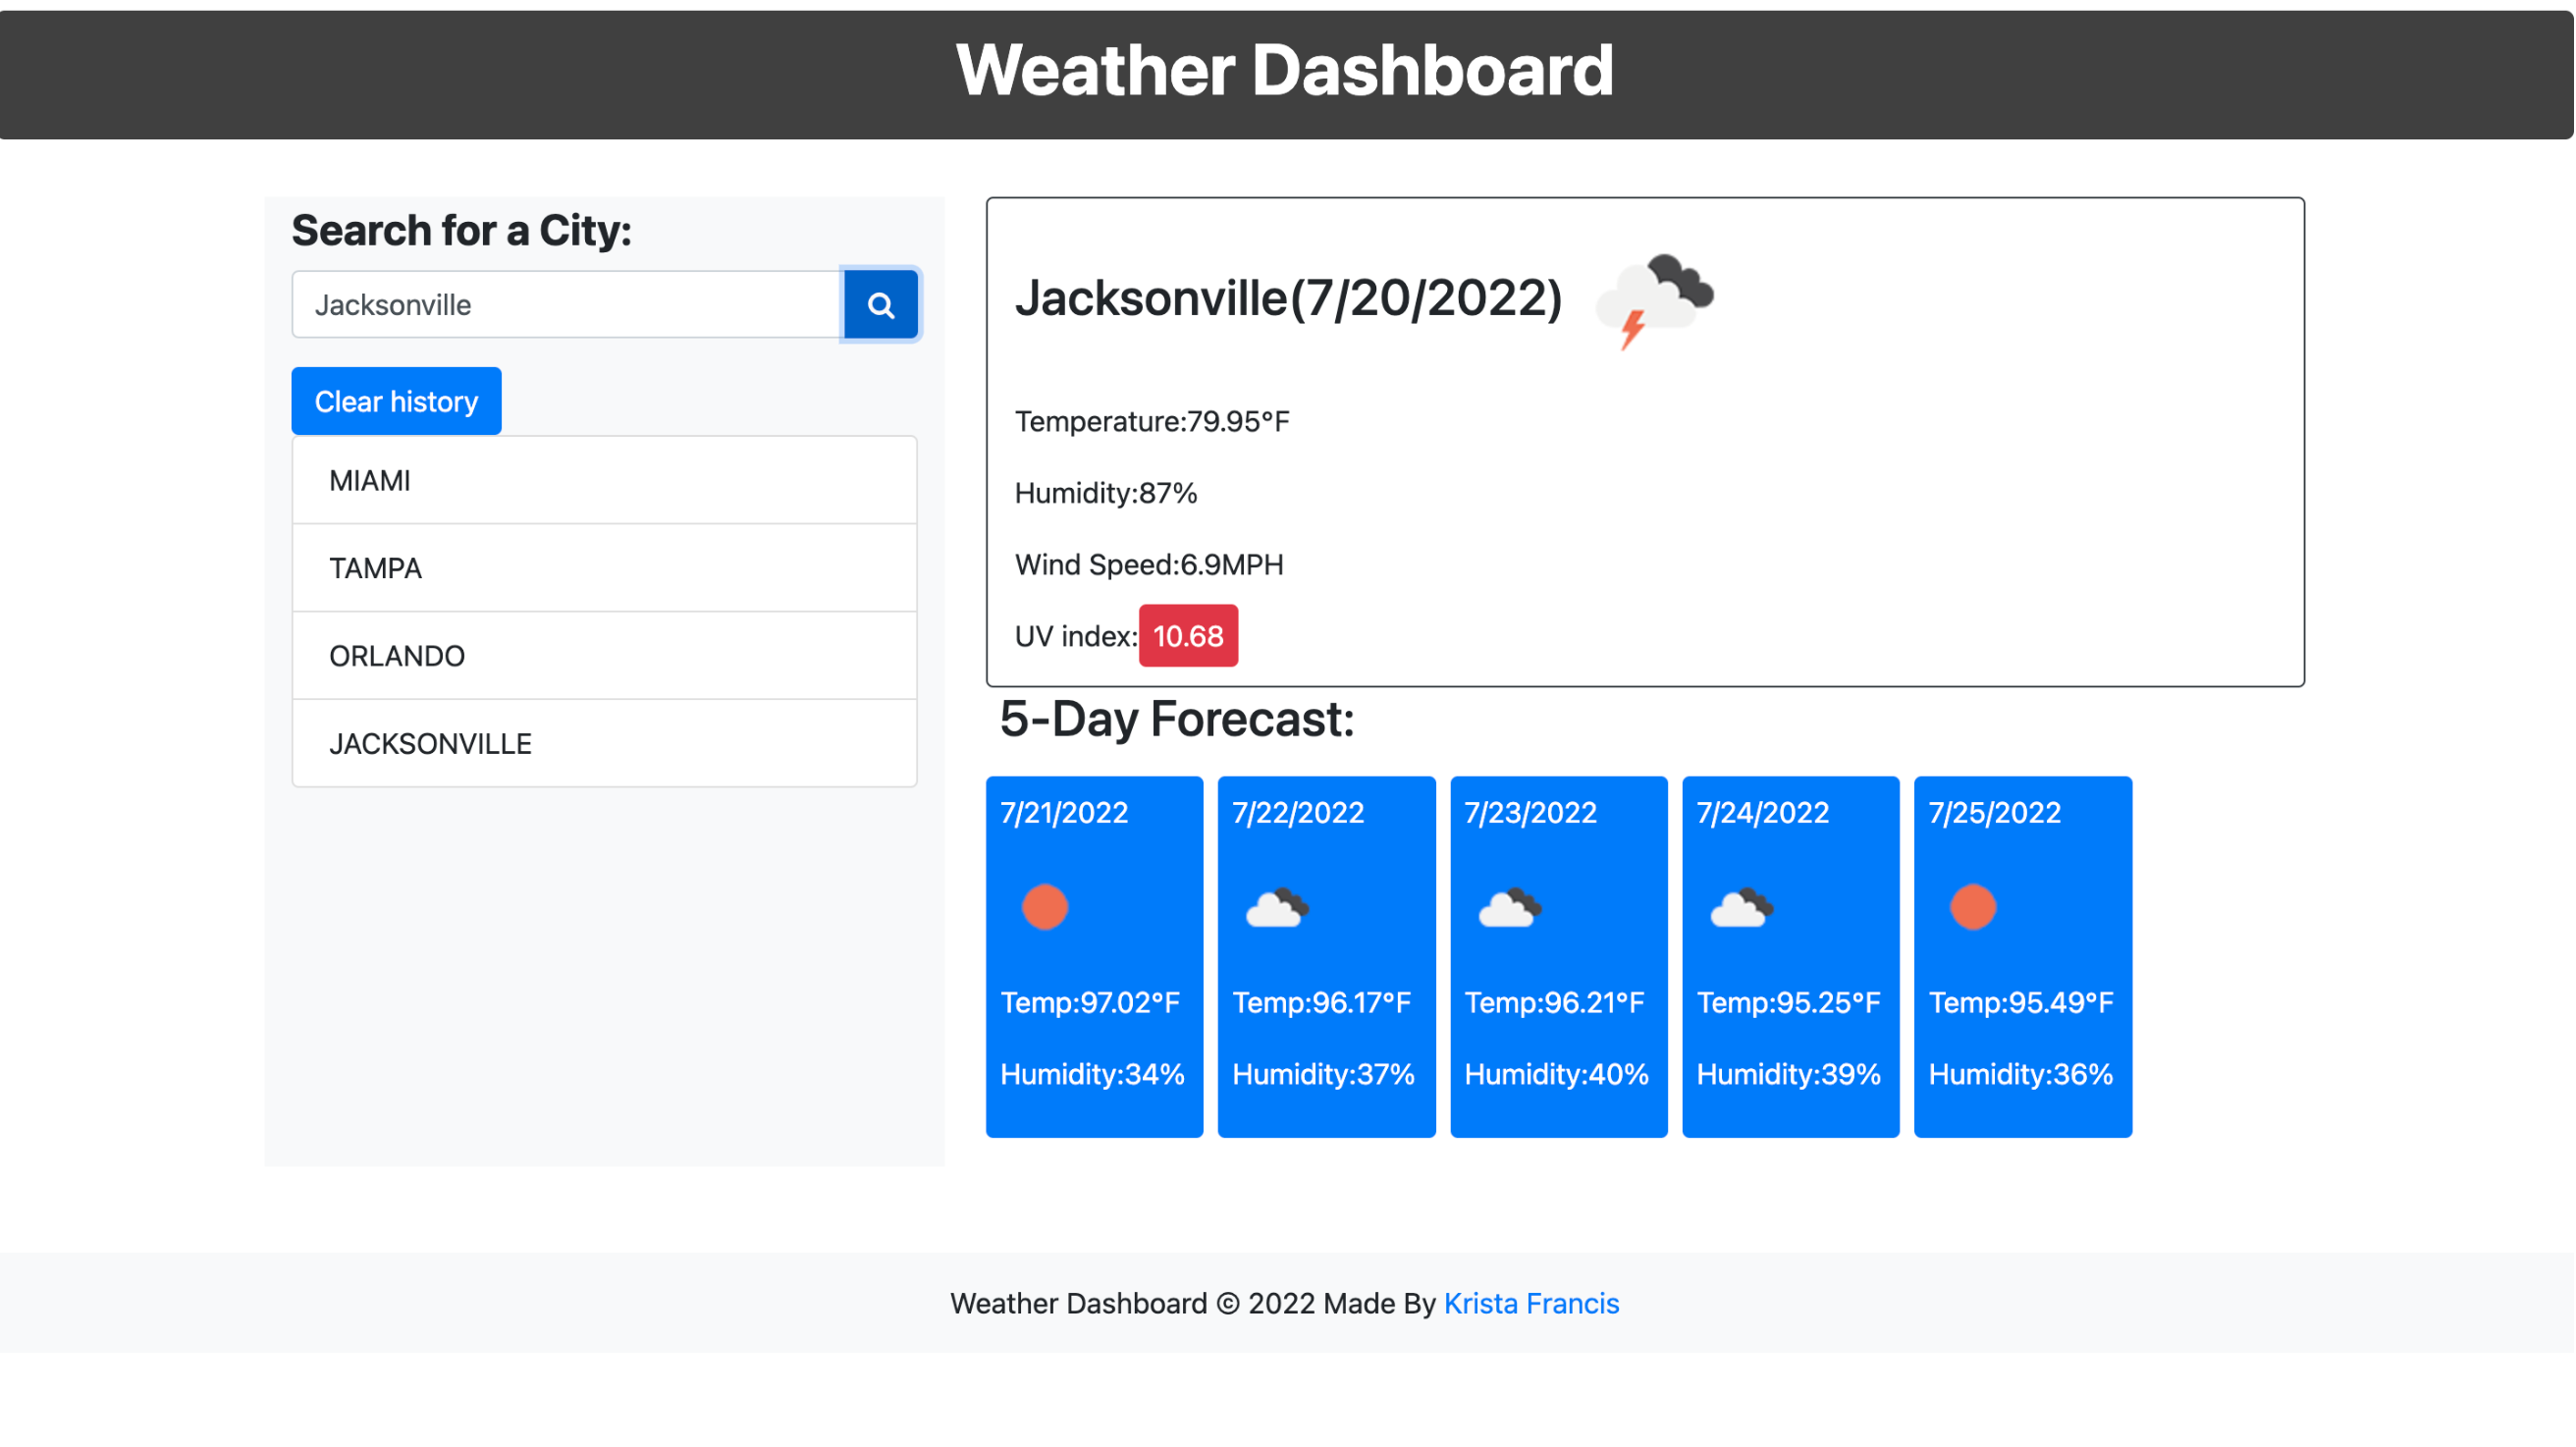 Weather Dashboard
Search for a City:
Jacksonville
Clear history
MIAMI
TAMPA
ORLANDO
JACKSONVILLE
Jacksonville(7/20/2022)
Temperature:79.95°F
Humidity:87%
Wind Speed:6.9MPH
UV index:10.68
5-Day Forecast:
7/21/2022
Temp:97.02°F
Humidity:34%
7/22/2022
Temp:96.17°F
Humidity:37%
7/23/2022
Temp:96.21°F
Humidity:40%
7/24/2022
Temp:95.25°F
Humidity:39%
7/25/2022
Temp:95.49°F
Humidity:36%
Weather Dashboard © 2022 Made By Krista Francis